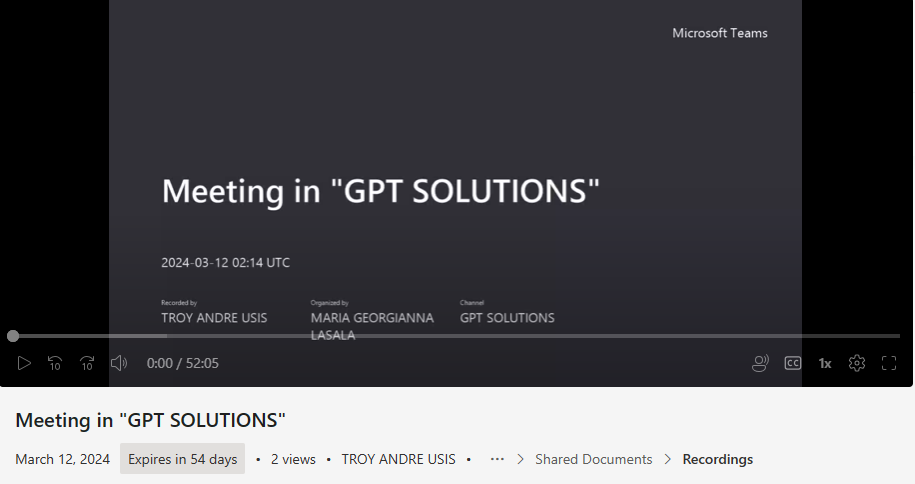 Microsoft Teams
Meeting in "GPT SOLUTIONS"
2024-03-12 02:14 UTC
Recorded by
TROY ANDRE USIS
Organized by
MARIA GEORGIANNA
LASALA
Channel
GPT SOLUTIONS
10
10
0:00 / 52:05
CC
1x
Meeting in "GPT SOLUTIONS"
March 12, 2024 Expires in 54 days • 2 views • TROY ANDRE USIS • ··· > Shared Documents > Recordings